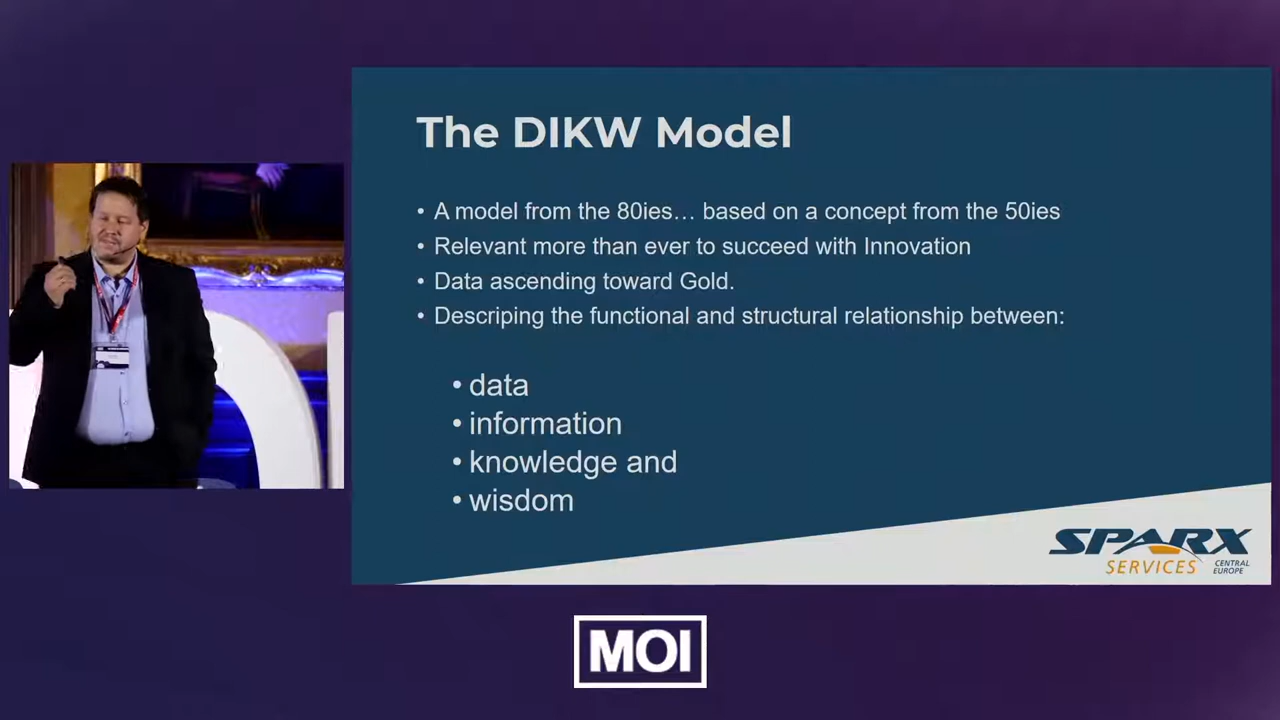 The DIKW Model
• A model from the 80ies… based on a concept from the 50ies
• Relevant more than ever to succeed with Innovation
• Data ascending toward Gold.
• Descriping the functional and structural relationship between:
• data
• information
• knowledge and
• wisdom
SPARX
SERVICES
CENTRAL
EUROPE
MOI